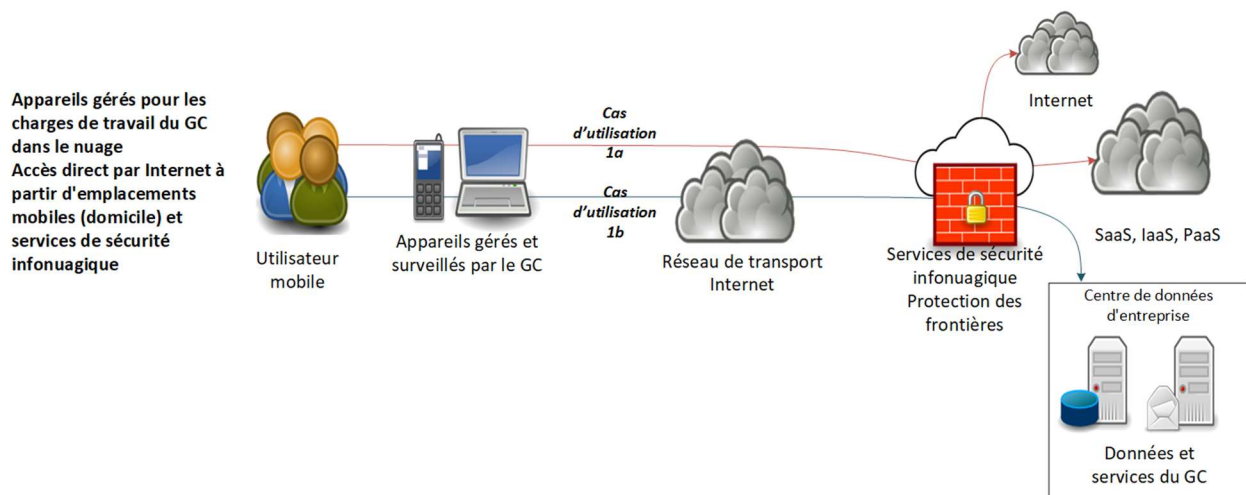 Appareils gérés pour les
charges de travail du GC
dans le nuage
Accès direct par Internet à
partir d'emplacements
mobiles (domicile) et
services de sécurité
infonuagique
Utilisateur
mobile
Appareils gérés et
surveillés par le GC
Cas
d'utilisation
1a
Cas
d'utilisation
1b
Réseau de transport
Internet
Services de sécurité
infonuagique
Protection des
frontières
Internet
SaaS, IaaS, PaaS
Centre de données
d'entreprise
Données et
services du GC